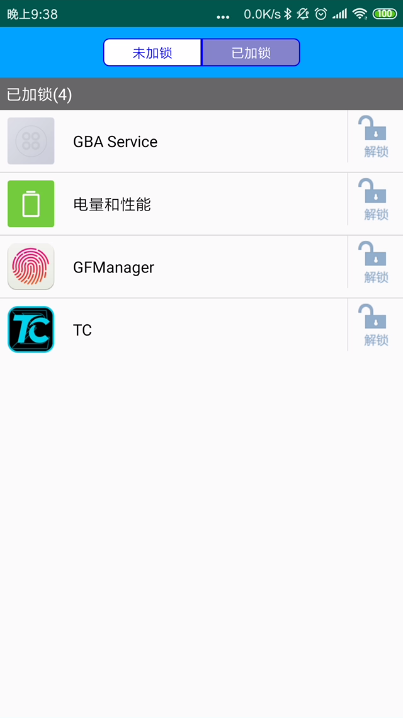 晚上9:38
... 0.0K/s 100
未加锁 已加锁
已加锁(4)
GBA Service
解锁
电量和性能
解锁
GFManager
解锁
TC
TC
解锁